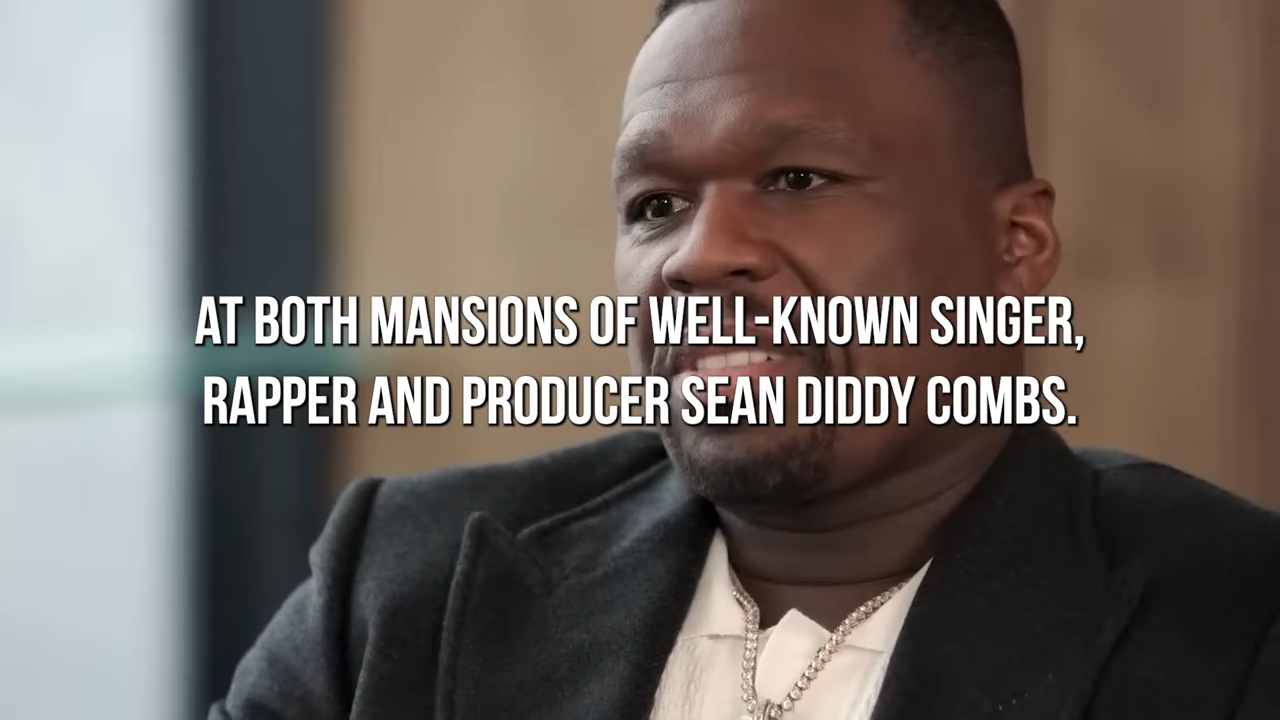 AT BOTH MANSIONS OF WELL-KNOWN SINGER,
RAPPER AND PRODUCER SEAN DIDDY COMBS.